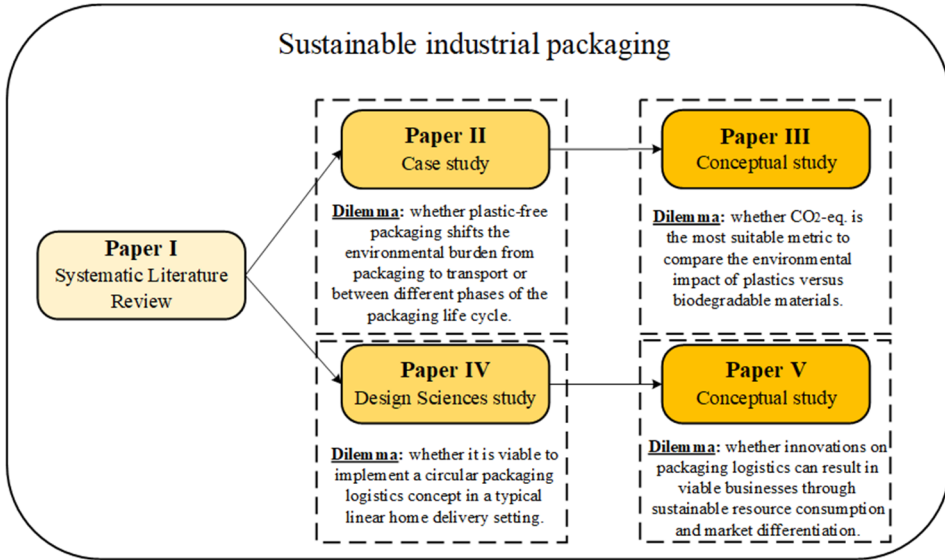 Sustainable industrial packaging
Paper I
Systematic Literature
Review
Paper II
Case study
Dilemma: whether plastic-free
packaging shifts the
environmental burden from
packaging to transport or
between different phases of the
packaging life cycle.
Paper III
Conceptual study
Dilemma: whether CO2-eq. is
the most suitable metric to
compare the environmental
impact of plastics versus
biodegradable materials.
Paper IV
Design Sciences study
Dilemma: whether it is viable to
implement a circular packaging
logistics concept in a typical
linear home delivery setting.
Paper V
Conceptual study
Dilemma: whether innovations on
packaging logistics can result in
viable businesses through
sustainable resource consumption
and market differentiation.